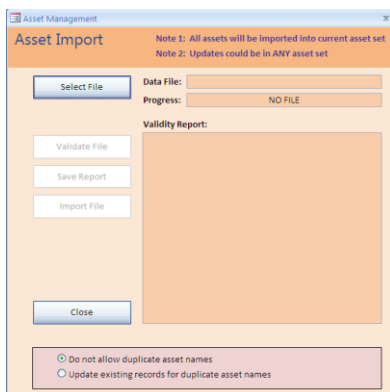 Asset Management
x
Asset Import
Note 1: All assets will be imported into current asset set
Note 2: Updates could be in ANY asset set
Select File
Data File:
Progress: NO FILE
Validity Report:
Validate File
Save Report
Import File
Close
Do not allow duplicate asset names
Update existing records for duplicate asset names